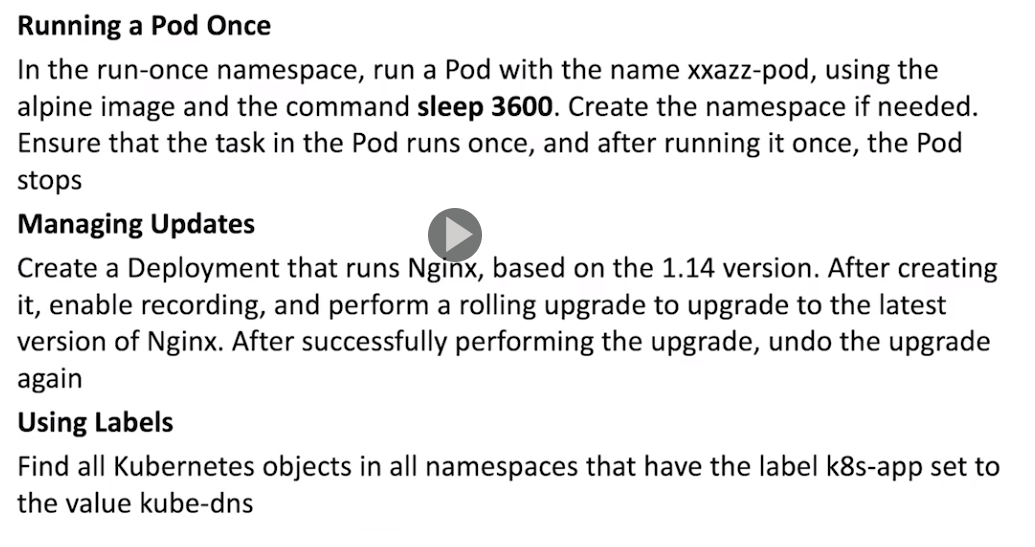 Running a Pod Once
In the run-once namespace, run a Pod with the name xxazz-pod, using the
alpine image and the command sleep 3600. Create the namespace if needed.
Ensure that the task in the Pod runs once, and after running it once, the Pod
stops
Managing Updates
Create a Deployment that runs Nginx, based on the 1.14 version. After creating
it, enable recording, and perform a rolling upgrade to upgrade to the latest
version of Nginx. After successfully performing the upgrade, undo the upgrade
again
Using Labels
Find all Kubernetes objects in all namespaces that have the label k8s-app set to
the value kube-dns